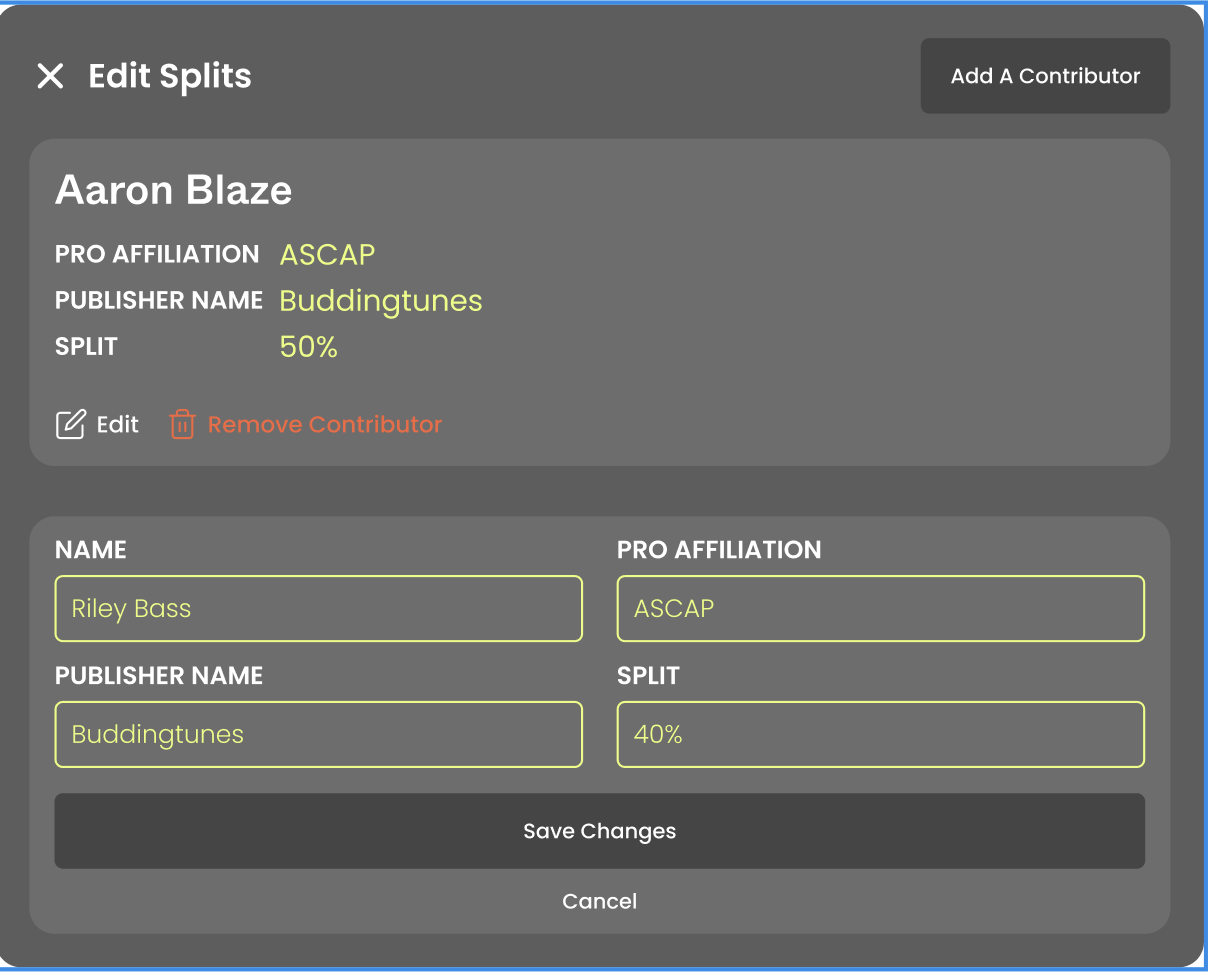 Edit Splits
Add A Contributor
Aaron Blaze
PRO AFFILIATION ASCAP
PUBLISHER NAME Buddingtunes
SPLIT 50%
Edit Remove Contributor
NAME PRO AFFILIATION
Riley Bass ASCAP
PUBLISHER NAME SPLIT
Buddingtunes 40%
Save Changes
Cancel